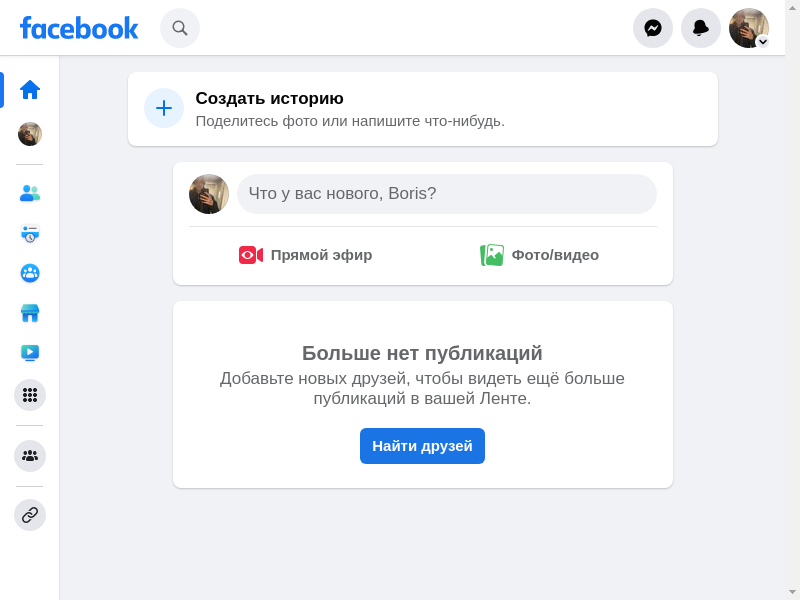 facebook
Создать историю
Поделитесь фото или напишите что-нибудь.
Что у вас нового, Boris?
Прямой эфир
Фото/видео
Больше нет публикаций
Добавьте новых друзей, чтобы видеть ещё больше
публикаций в вашей Ленте.
Найти друзей